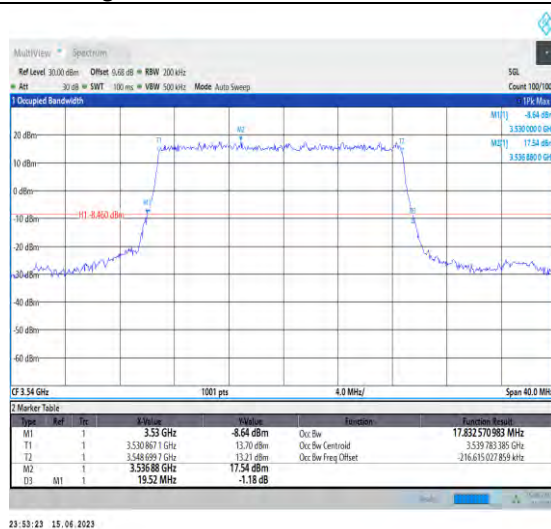 MultiView Spectrum
Ref Level 30.00 dBm Offset 9.68 dB RBW 200 kHz SGL
Att 30 dB SWT 100 ms VBW 500 kHz Mode Auto Sweep Count 100/100
1 Occupied Bandwidth 1Pk Max
M1[1] -8.64 dBm
3.530 000 0 GHz
M2[1] 17.54 dBm
3.536 880 0 GHz
20 dBm
T1
M2
T2
10 dBm
0 dBm
M1
H1 -8.460 dBm
-10 dBm
-20 dBm
-30 dBm
-40 dBm
-50 dBm
-60 dBm
CF 3.54 GHz 1001 pts 4.0 MHz/ Span 40.0 MHz
2 Marker Table
Type Ref Trc X-Value Y-Value Function Function Result
M1 1 3.53 GHz -8.64 dBm Occ Bw 17.832 570 983 MHz
T1 1 3.530 867 1 GHz 13.70 dBm Occ Bw Centroid 3.539 783 385 GHz
T2 1 3.548 699 7 GHz 13.21 dBm Occ Bw Freq Offset -216.615 027 859 kHz
M2 1 3.536 88 GHz 17.54 dBm
D3 M1 1 19.52 MHz -1.18 dB
23:53:23 15.06.2023